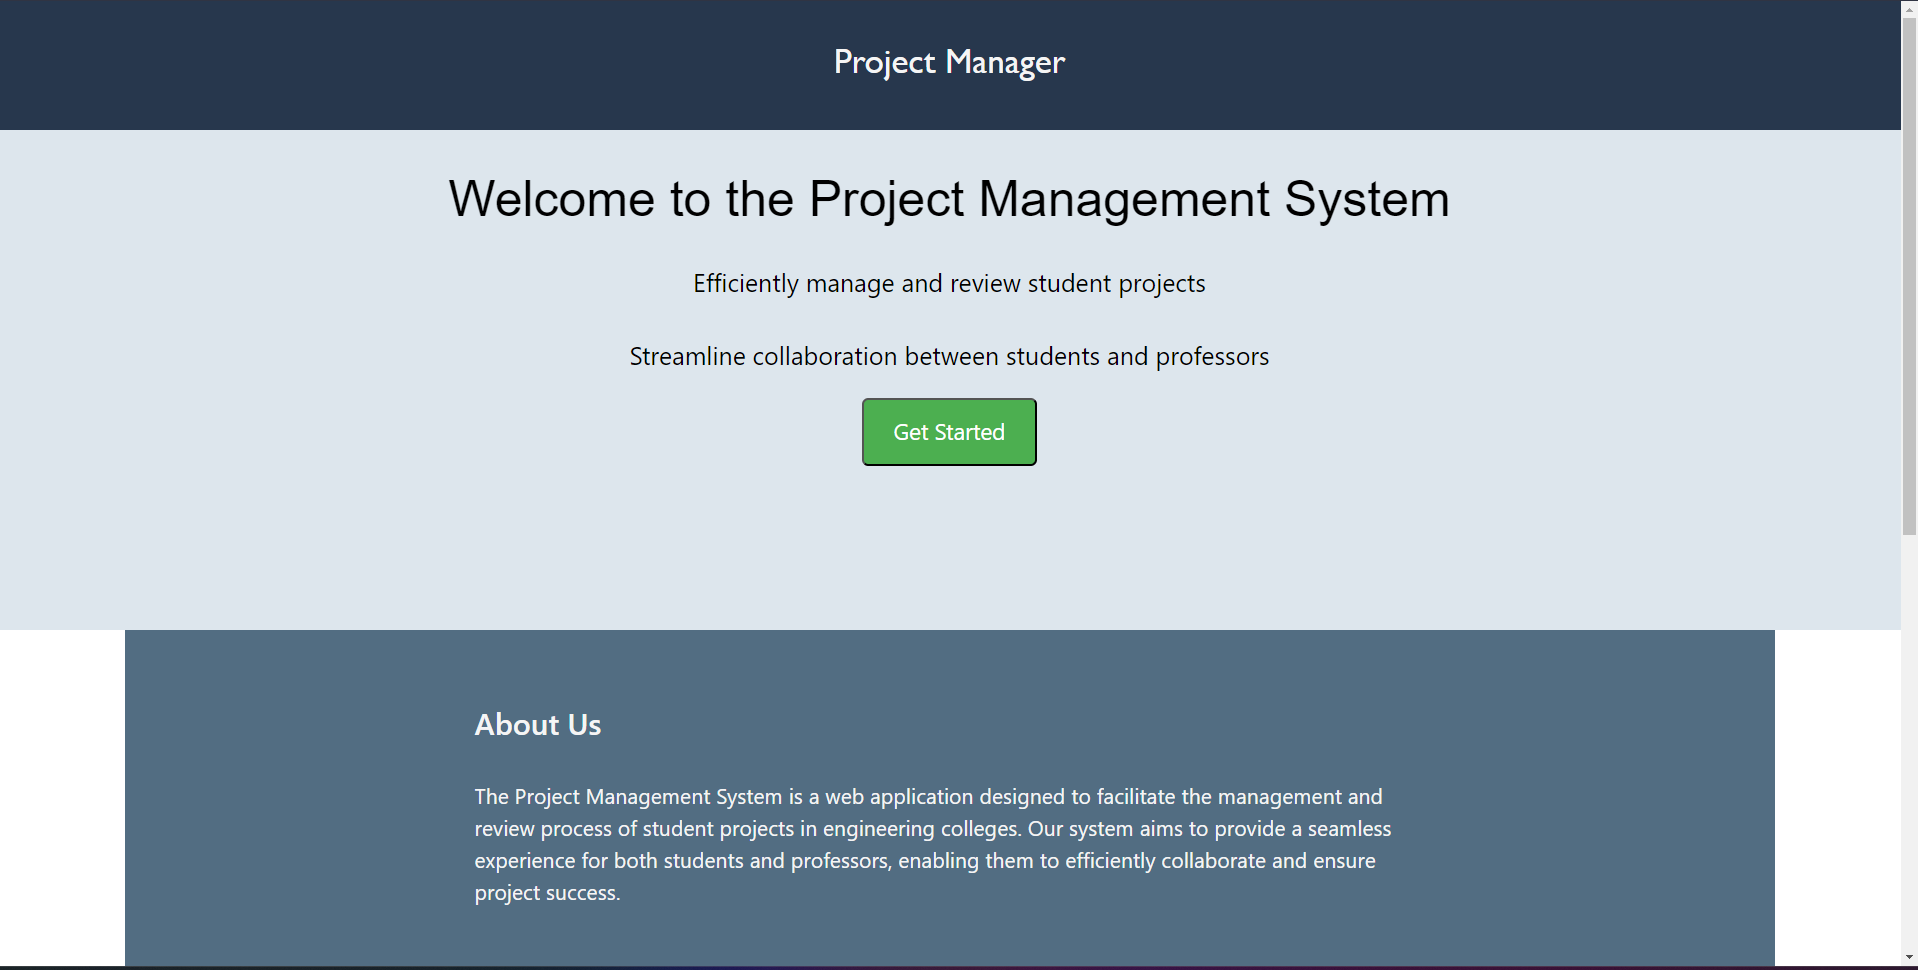 Project Manager
Welcome to the Project Management System
Efficiently manage and review student projects
Streamline collaboration between students and professors
Get Started
About Us
The Project Management System is a web application designed to facilitate the management and
review process of student projects in engineering colleges. Our system aims to provide a seamless
experience for both students and professors, enabling them to efficiently collaborate and ensure
project success.